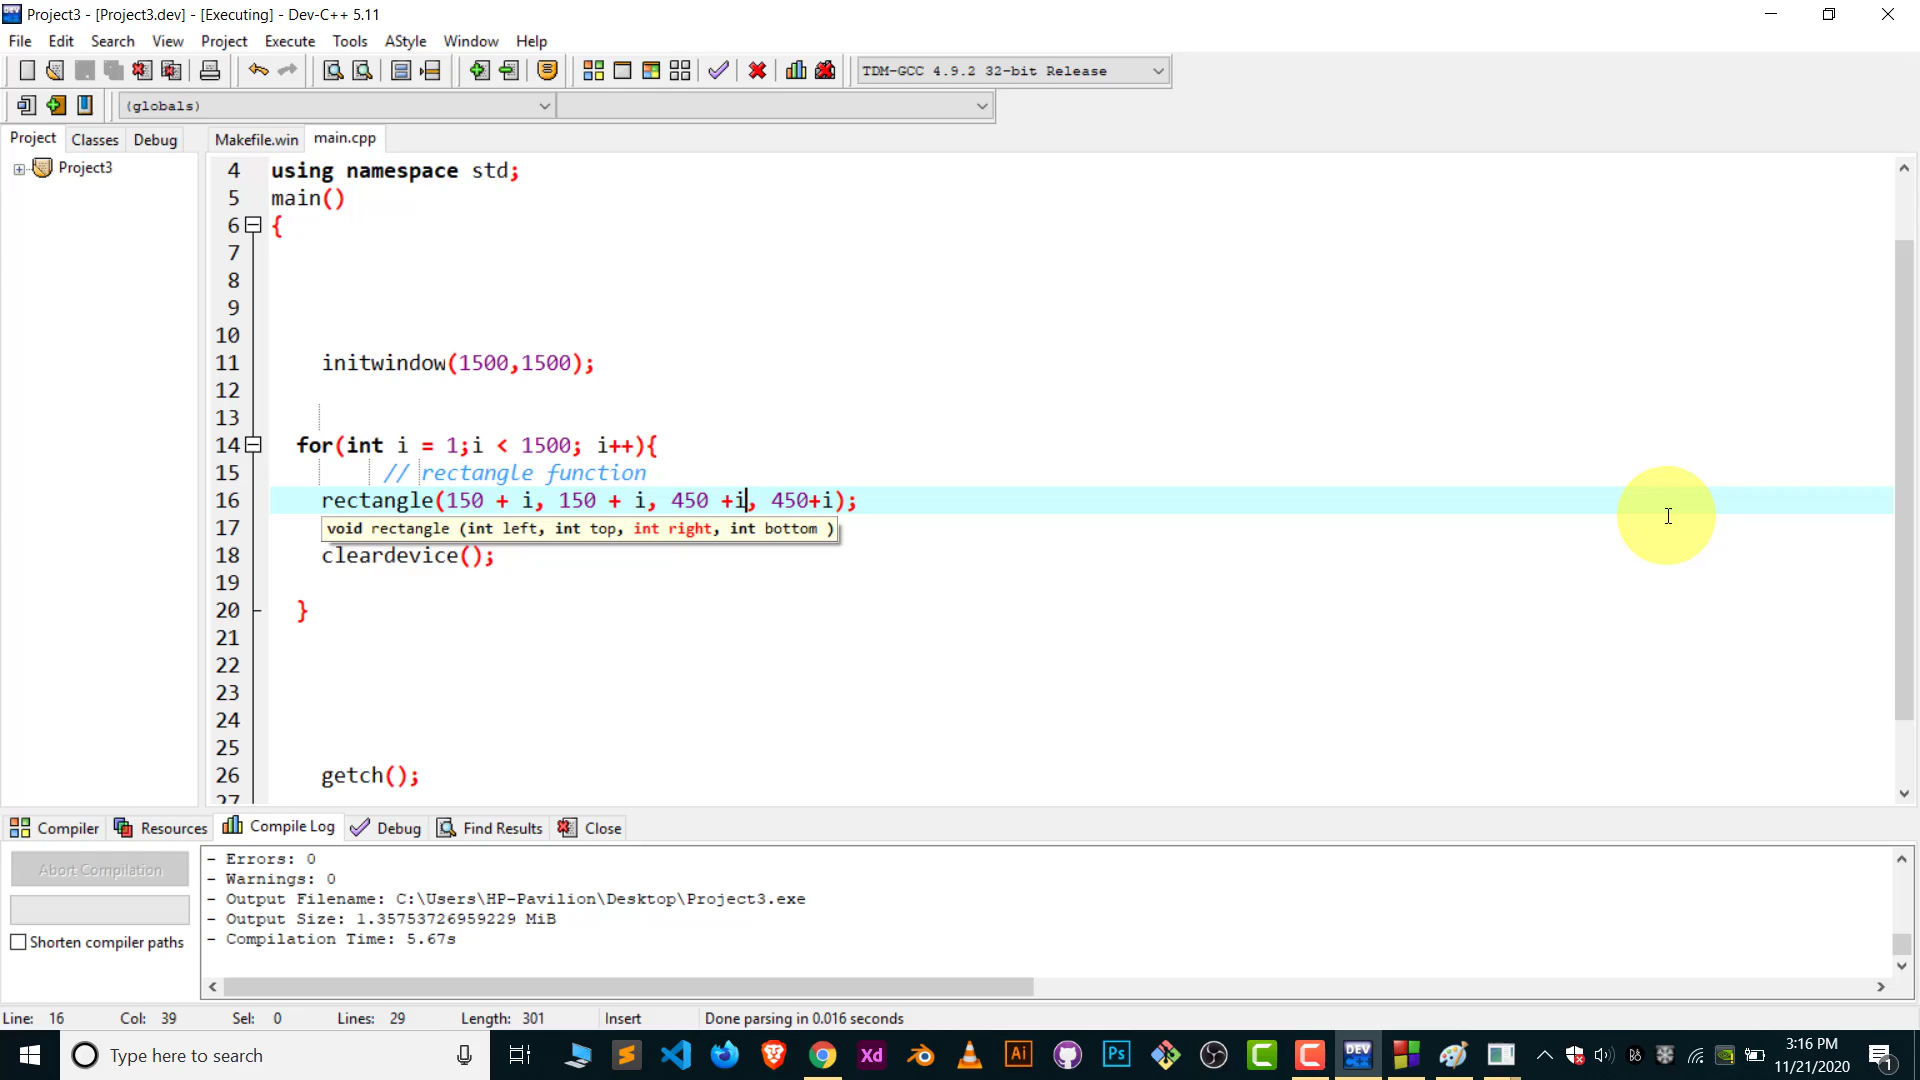 Project3 - [Project3.dev] - [Executing] - Dev-C++ 5.11
File Edit Search View Project Execute Tools AStyle Window Help
TDM-GCC 4.9.2 32-bit Release
(globals)
Project Classes Debug Makefile.win main.cpp
Project3
4 using namespace std;
5 main()
6 {
7
8
9
10
11 initwindow(1500,1500);
12
13
14 for(int i = 1;i < 1500; i++){
15 // rectangle function
16 rectangle(150 + i, 150 + i, 450 +i, 450+i);
17 void rectangle (int left, int top, int right, int bottom )
18 cleardevice();
19
20 }
21
22
23
24
25
26 getch();
27
Compiler Resources Compile Log Debug Find Results Close
Abort Compilation
Shorten compiler paths
- Errors: 0
- Warnings: 0
- Output Filename: C:\Users\HP-Pavilion\Desktop\Project3.exe
- Output Size: 1.35753726959229 MiB
- Compilation Time: 5.67s
Line: 16 Col: 39 Sel: 0 Lines: 29 Length: 301 Insert Done parsing in 0.016 seconds
Type here to search
Xd
Ai
Ps
DEV
3:16 PM
11/21/2020
1